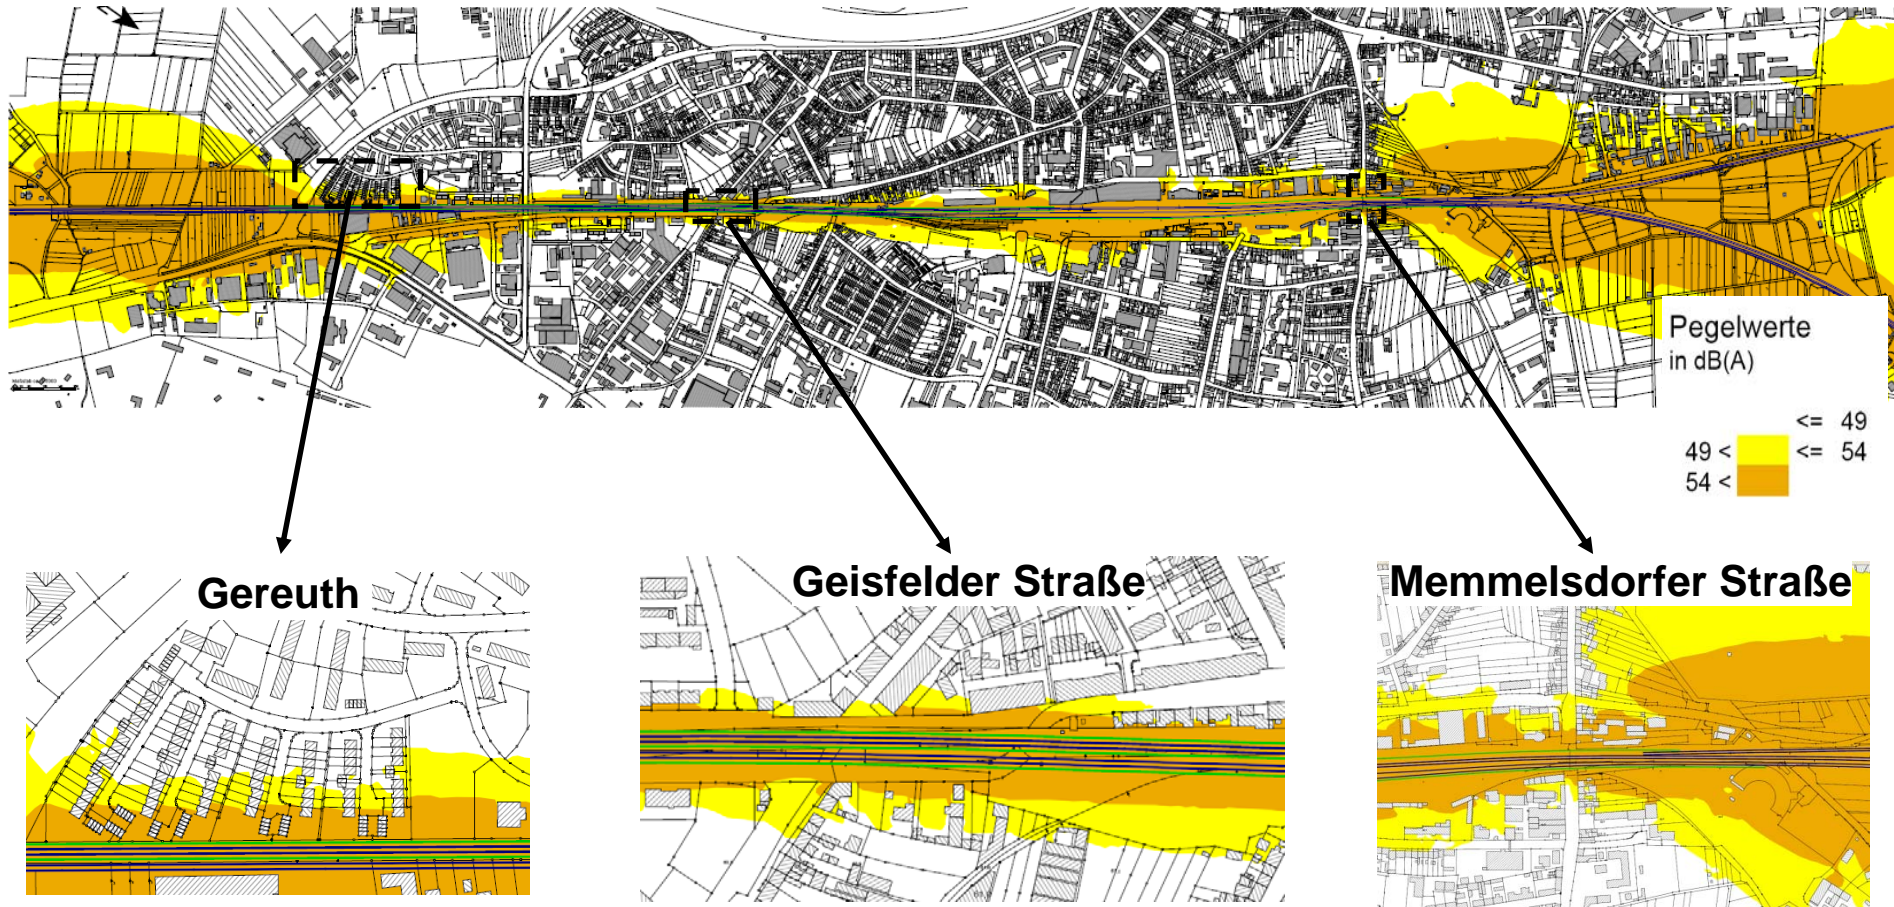 Pegelwerte
in dB(A)
<= 49
49 < <= 54
54 <
Gereuth
Geisfelder Straße
Memmelsdorfer Straße